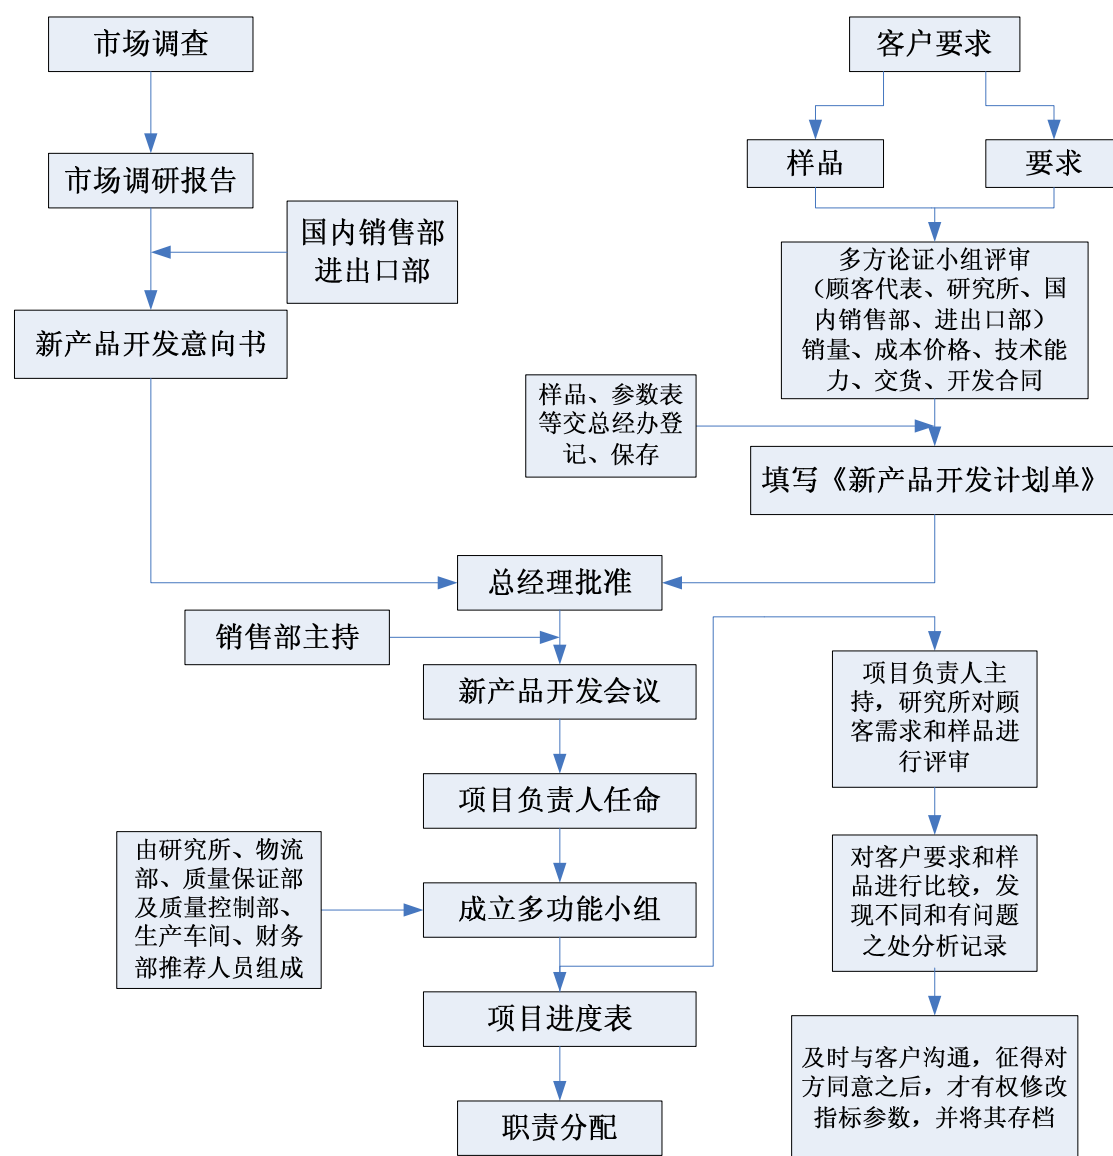 市场调查
客户要求
市场调研报告
样品
要求
国内销售部
进出口部
多方论证小组评审
（顾客代表、研究所、国
内销售部、进出口部）
销量、成本价格、技术能
力、交货、开发合同
新产品开发意向书
样品、参数表
等交总经办登
记、保存
填写《新产品开发计划单》
总经理批准
销售部主持
新产品开发会议
项目负责人主
持，研究所对顾
客需求和样品进
行评审
项目负责人任命
由研究所、物流
部、质量保证部
及质量控制部、
生产车间、财务
部推荐人员组成
成立多功能小组
对客户要求和样
品进行比较，发
现不同和有问题
之处分析记录
项目进度表
及时与客户沟通，征得对
方同意之后，才有权修改
指标参数，并将其存档
职责分配